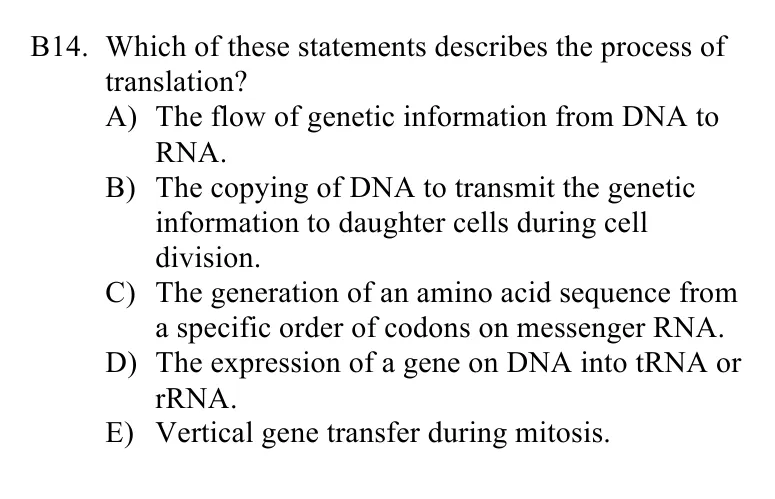 B14. Which of these statements describes the process of
translation?
A) The flow of genetic information from DNA to
RNA.
B) The copying of DNA to transmit the genetic
information to daughter cells during cell
division.
C) The generation of an amino acid sequence from
a specific order of codons on messenger RNA.
D) The expression of a gene on DNA into tRNA or
rRNA.
E) Vertical gene transfer during mitosis.